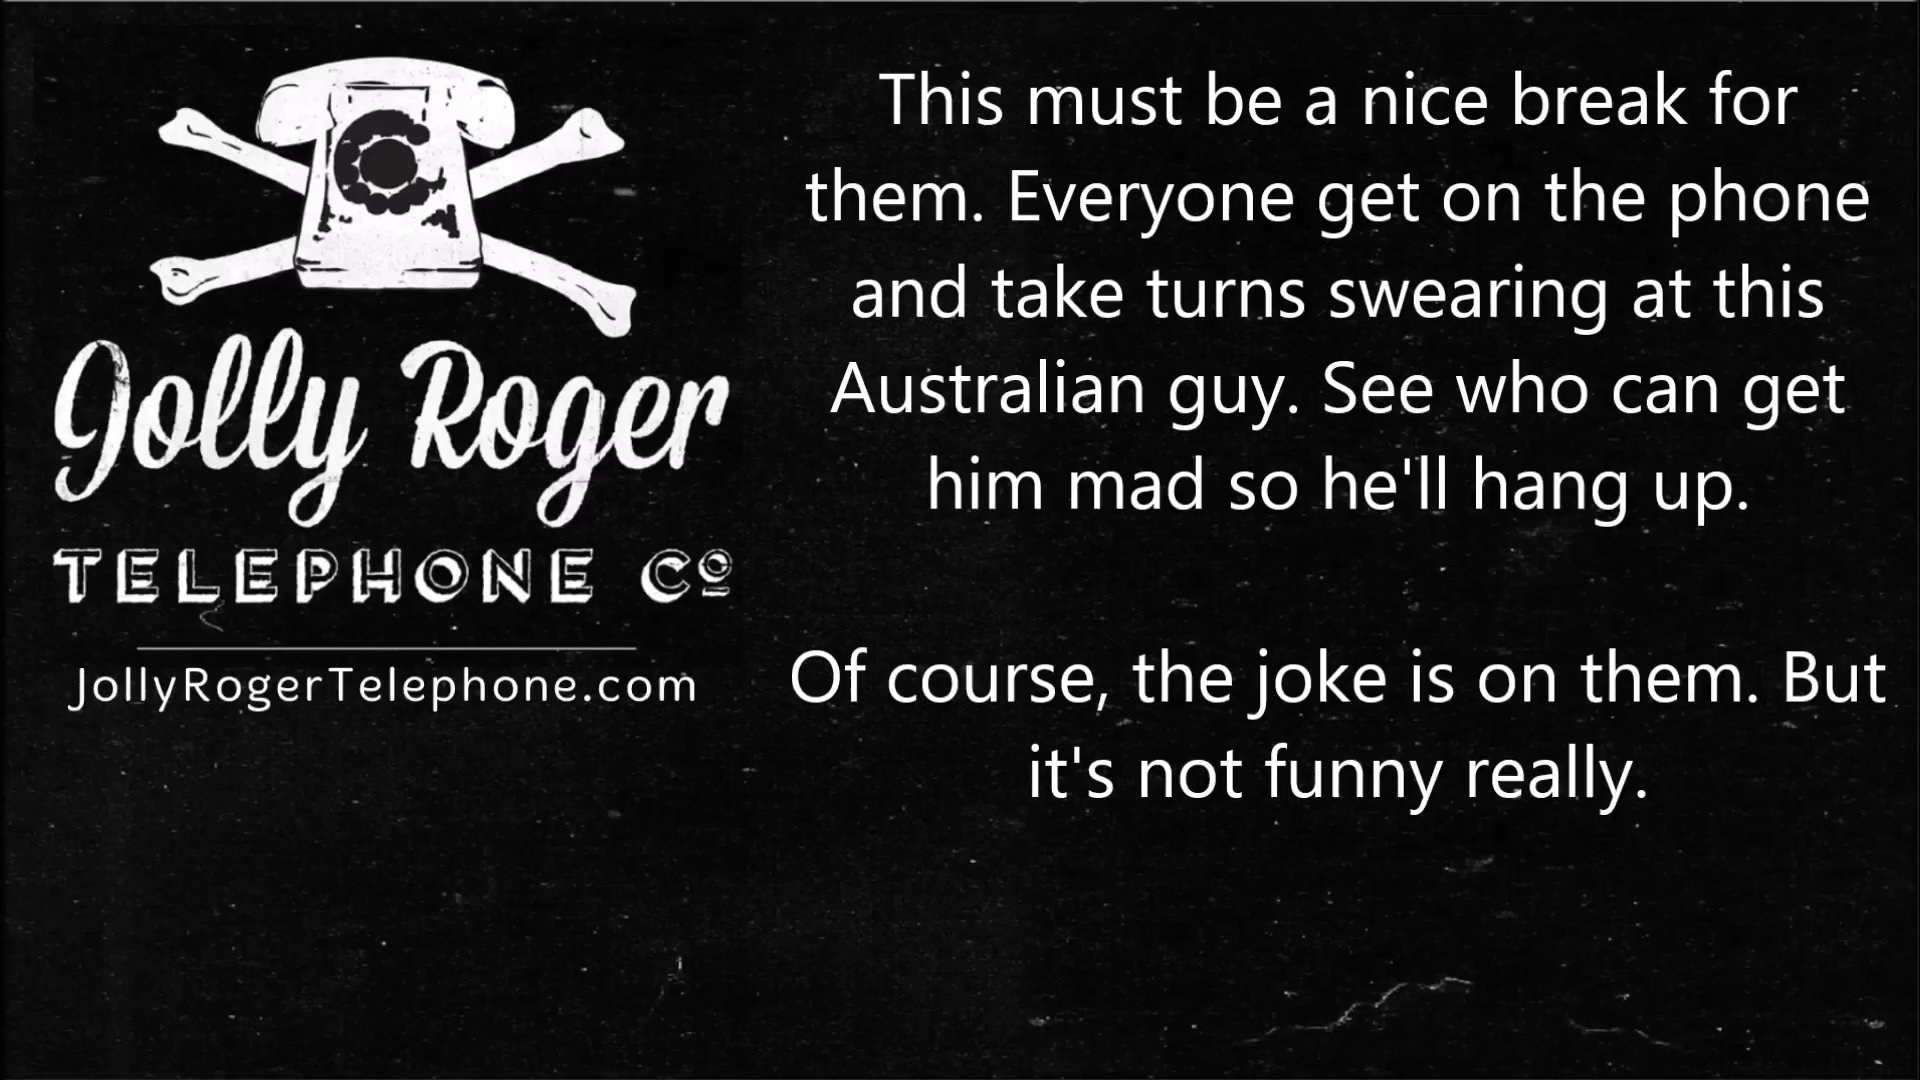 Jolly Roger
TELEPHONE Cº
JollyRogerTelephone.com
This must be a nice break for
them. Everyone get on the phone
and take turns swearing at this
Australian guy. See who can get
him mad so he'll hang up.
Of course, the joke is on them. But
it's not funny really.